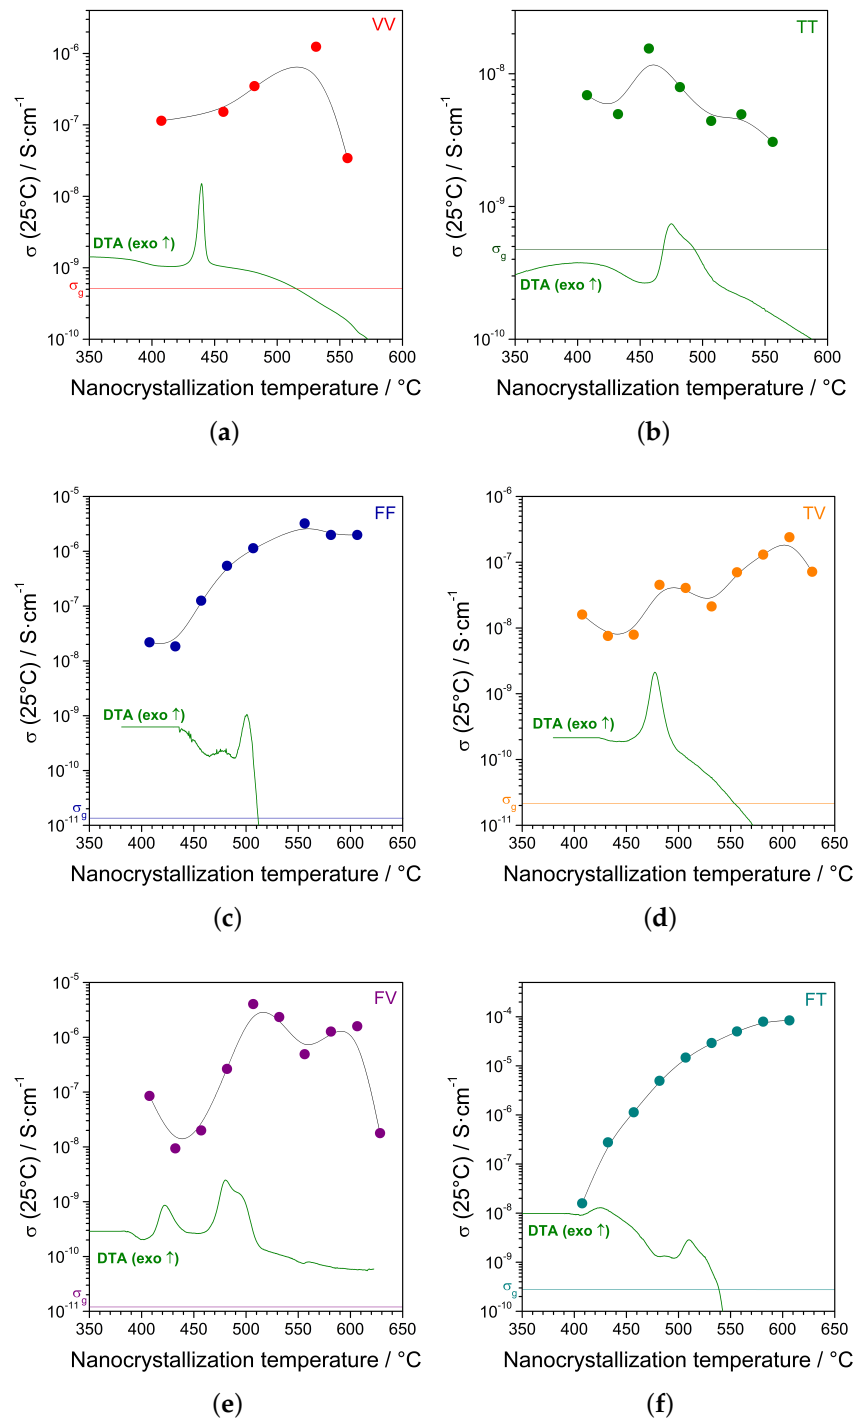 VV
σ (25°C) / S·cm⁻¹
10⁻⁶
10⁻⁷
10⁻⁸
10⁻⁹
10⁻¹⁰
DTA (exo ↑)
σg
350 400 450 500 550 600
Nanocrystallization temperature / °C
(a)
TT
σ (25°C) / S·cm⁻¹
10⁻⁸
10⁻⁹
10⁻¹⁰
σg
DTA (exo ↑)
350 400 450 500 550 600
Nanocrystallization temperature / °C
(b)
FF
σ (25°C) / S·cm⁻¹
10⁻⁵
10⁻⁶
10⁻⁷
10⁻⁸
10⁻⁹
10⁻¹⁰
10⁻¹¹
DTA (exo ↑)
σg
350 400 450 500 550 600 650
Nanocrystallization temperature / °C
(c)
TV
σ (25°C) / S·cm⁻¹
10⁻⁶
10⁻⁷
10⁻⁸
10⁻⁹
10⁻¹⁰
10⁻¹¹
DTA (exo ↑)
σg
350 400 450 500 550 600 650
Nanocrystallization temperature / °C
(d)
FV
σ (25°C) / S·cm⁻¹
10⁻⁵
10⁻⁶
10⁻⁷
10⁻⁸
10⁻⁹
10⁻¹⁰
10⁻¹¹
DTA (exo ↑)
σg
350 400 450 500 550 600 650
Nanocrystallization temperature / °C
(e)
FT
σ (25°C) / S·cm⁻¹
10⁻⁴
10⁻⁵
10⁻⁶
10⁻⁷
10⁻⁸
10⁻⁹
10⁻¹⁰
DTA (exo ↑)
σg
350 400 450 500 550 600 650
Nanocrystallization temperature / °C
(f)